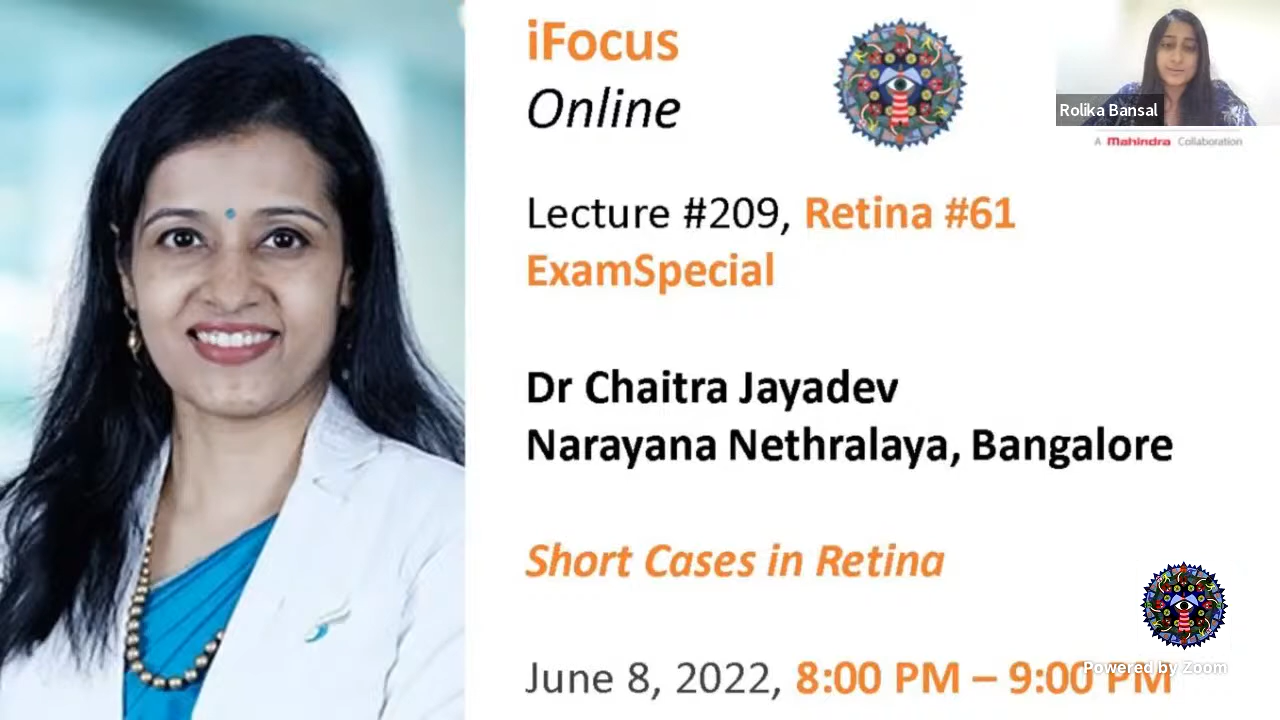 iFocus
Online
Rolika Bansal
A Mahindra Collaboration
Lecture #209, Retina #61
ExamSpecial
Dr Chaitra Jayadev
Narayana Nethralaya, Bangalore
Short Cases in Retina
June 8, 2022, 8:00 PM – 9:00 PM
Powered by Zoom